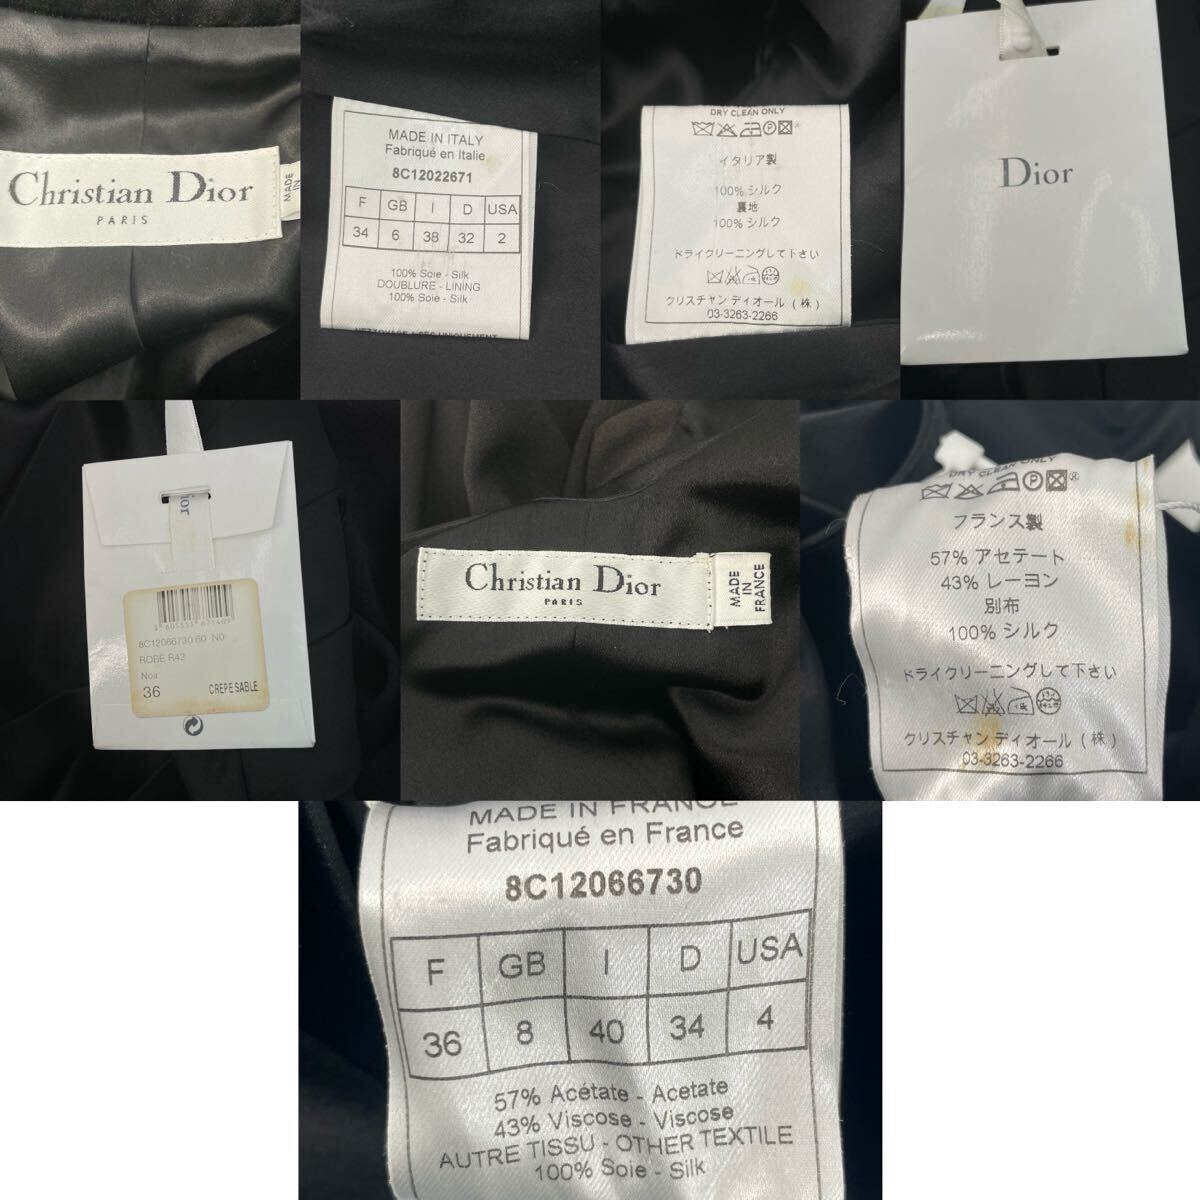 Christian Dior
PARIS
MADE
IN
MADE IN ITALY
Fabriqué en Italie
8C12022671
F GB I D USA
34 6 38 32 2
100% Soie - Silk
DOUBLURE - LINING
100% Soie - Silk
DRY CLEAN ONLY
イタリア製
100% シルク
裏地
100% シルク
ドライクリーニングして下さい
クリスチャン ディオール (株)
03-3263-2266
Dior
Dior
8C12066730 60 N0
ROBE R42
Noir
36 CREPE SABLE
Christian Dior
PARIS
MADE
IN
FRANCE
DRY CLEAN ONLY
フランス製
57% アセテート
43% レーヨン
別布
100% シルク
ドライクリーニングして下さい
クリスチャン ディオール (株)
03-3263-2266
MADE IN FRANCE
Fabriqué en France
8C12066730
F GB I D USA
36 8 40 34 4
57% Acétate - Acetate
43% Viscose - Viscose
AUTRE TISSU - OTHER TEXTILE
100% Soie - Silk